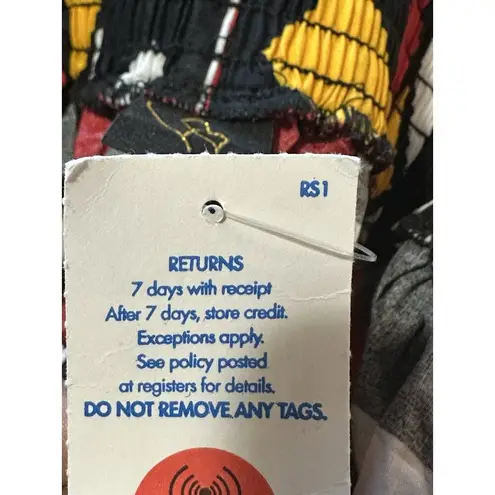 RS1
RETURNS
7 days with receipt
After 7 days, store credit.
Exceptions apply.
See policy posted
at registers for details.
DO NOT REMOVE ANY TAGS.